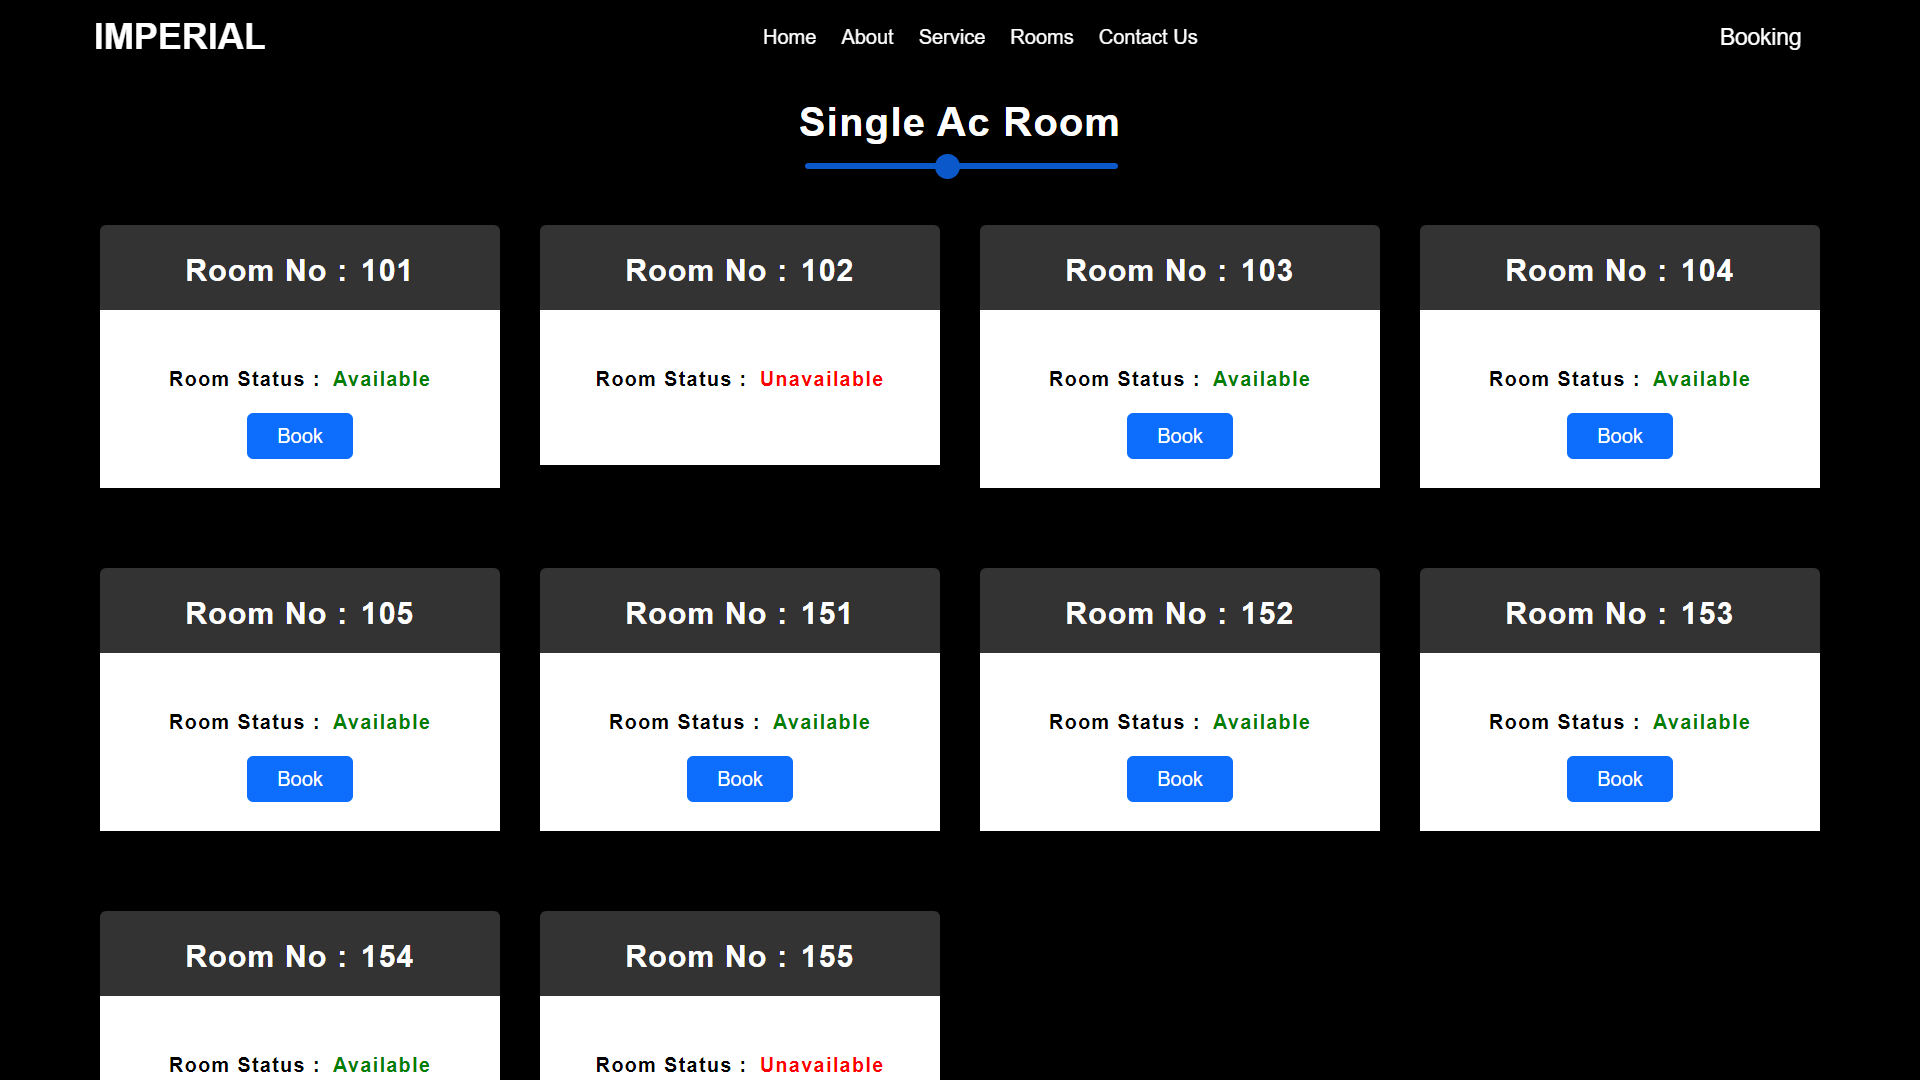 IMPERIAL
Home About Service Rooms Contact Us
Booking
Single Ac Room
Room No : 101
Room Status : Available
Book
Room No : 102
Room Status : Unavailable
Room No : 103
Room Status : Available
Book
Room No : 104
Room Status : Available
Book
Room No : 105
Room Status : Available
Book
Room No : 151
Room Status : Available
Book
Room No : 152
Room Status : Available
Book
Room No : 153
Room Status : Available
Book
Room No : 154
Room Status : Available
Room No : 155
Room Status : Unavailable